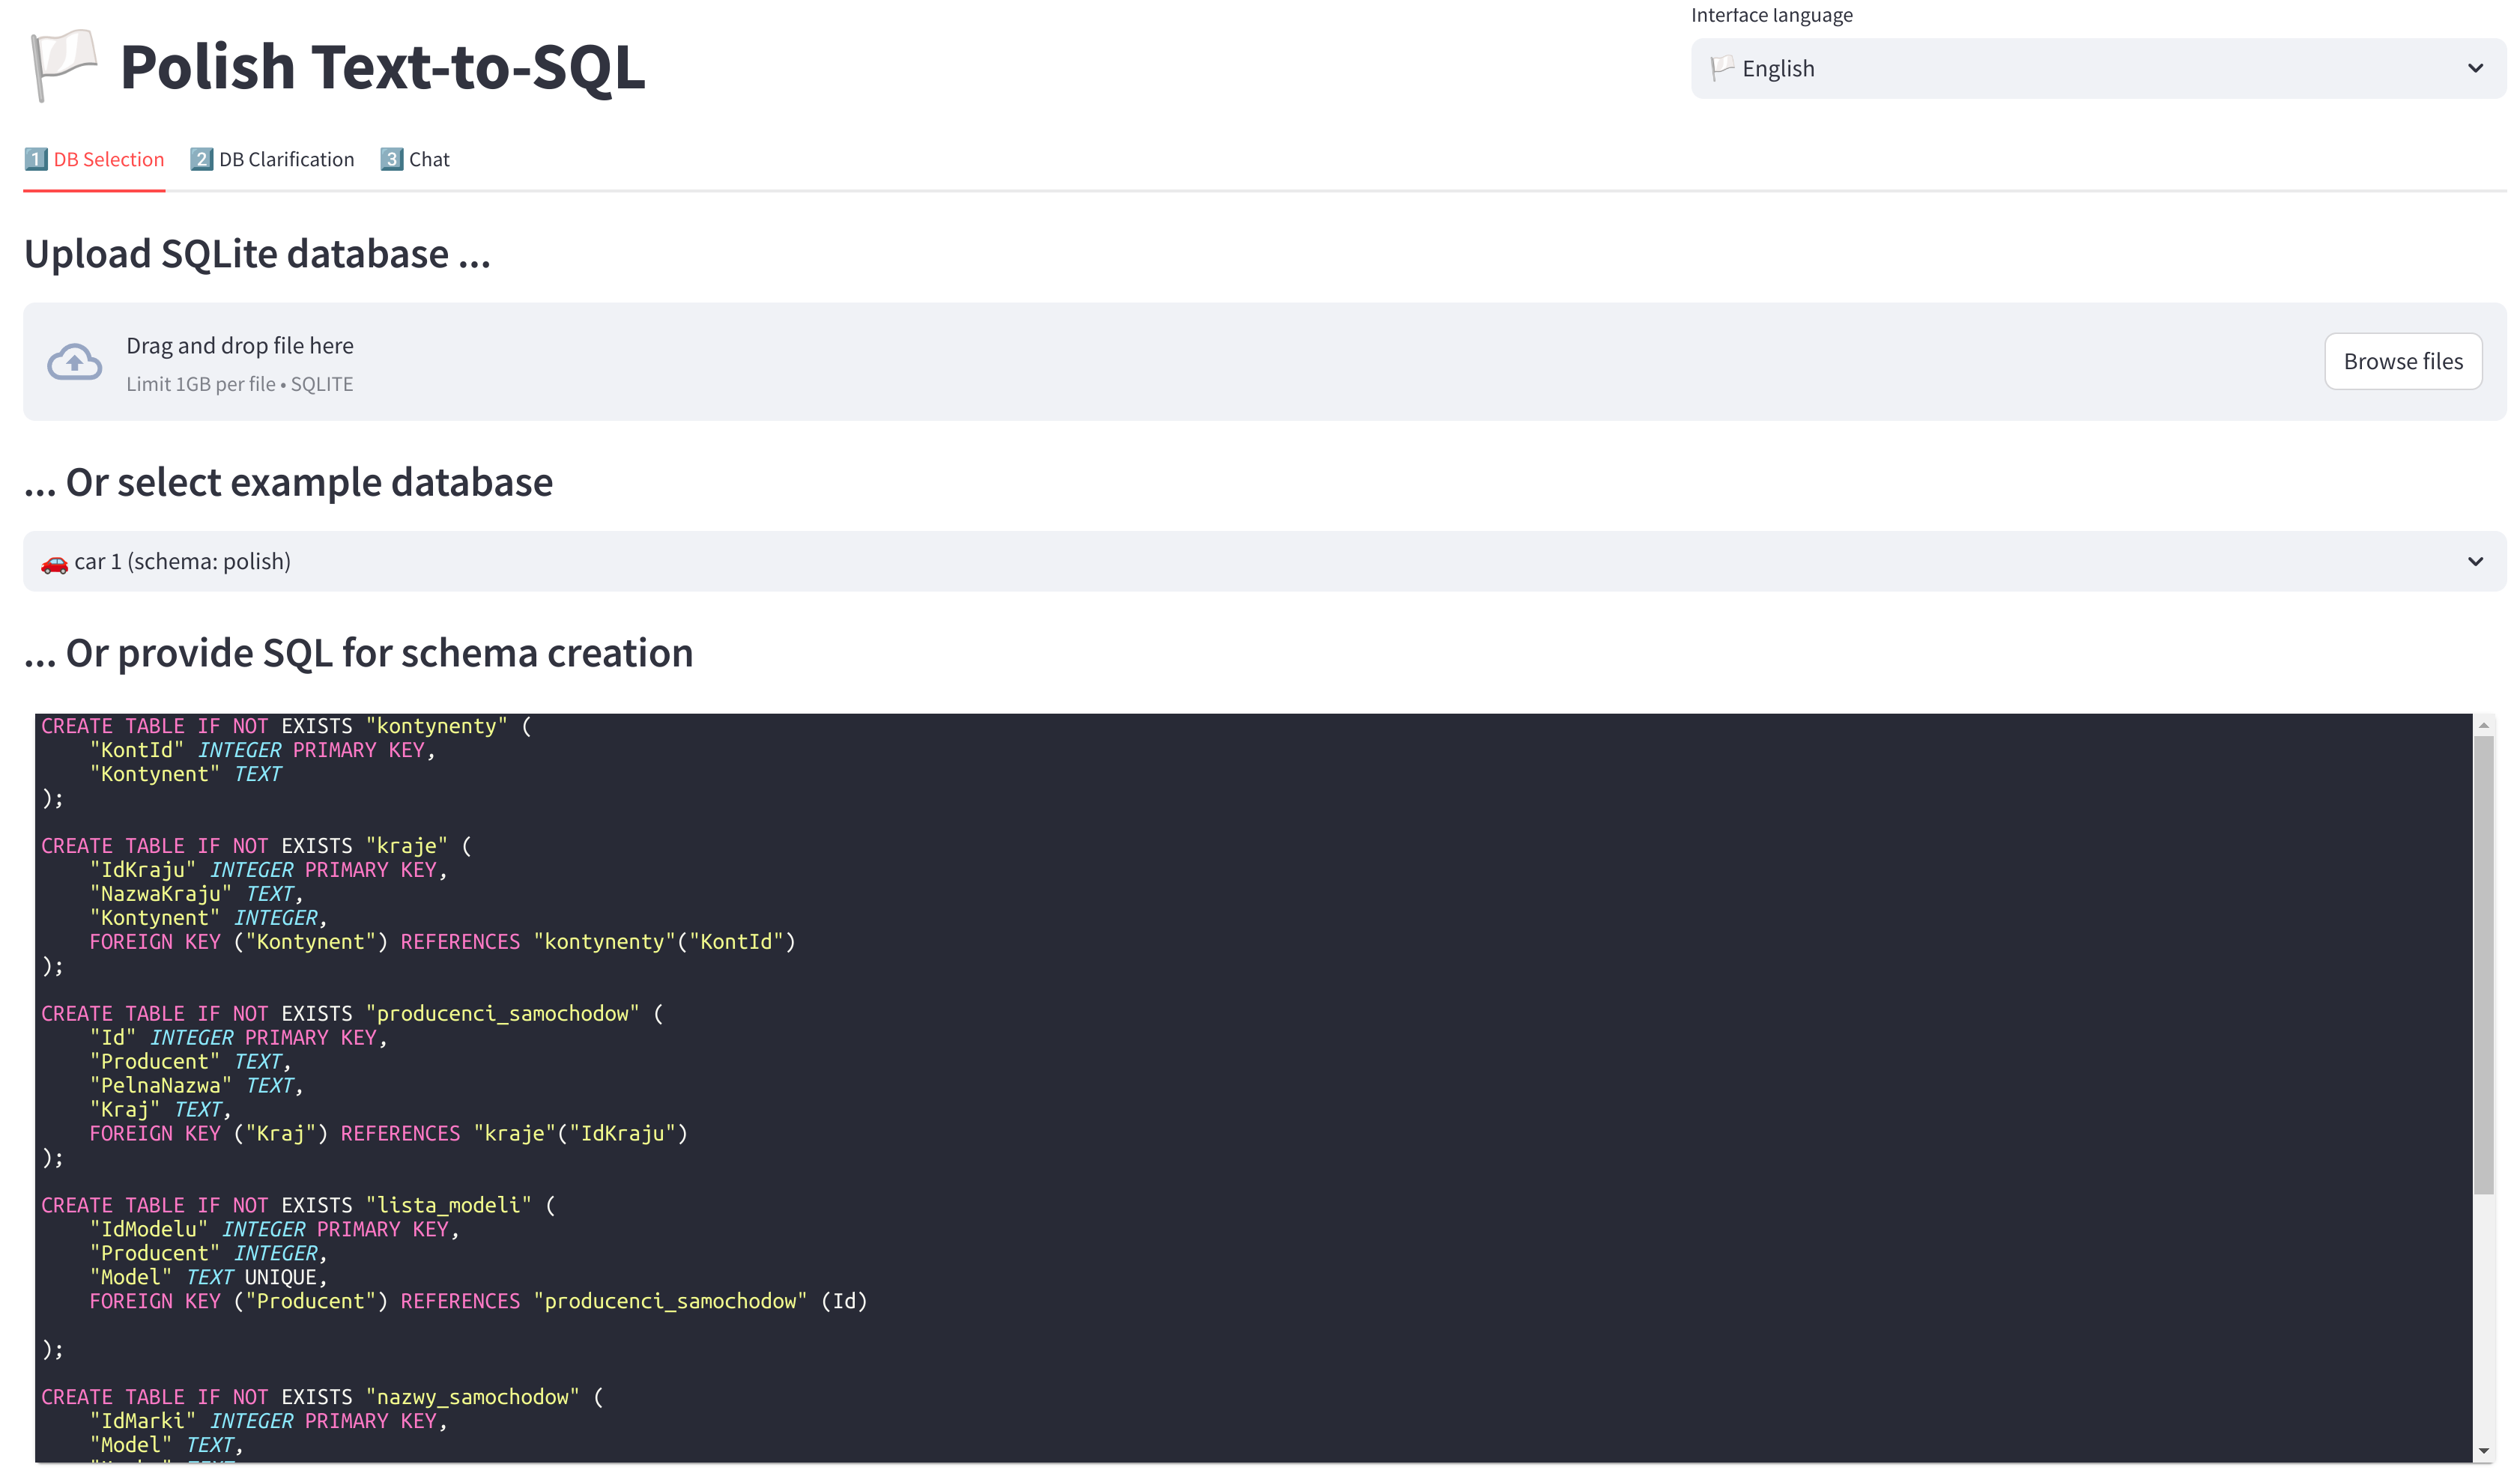 Interface language
Polish Text-to-SQL
English
1 DB Selection 2 DB Clarification 3 Chat
Upload SQLite database ...
Drag and drop file here
Limit 1GB per file • SQLITE
Browse files
... Or select example database
car 1 (schema: polish)
... Or provide SQL for schema creation
CREATE TABLE IF NOT EXISTS "kontynenty" (
    "KontId" INTEGER PRIMARY KEY,
    "Kontynent" TEXT
);
CREATE TABLE IF NOT EXISTS "kraje" (
    "IdKraju" INTEGER PRIMARY KEY,
    "NazwaKraju" TEXT,
    "Kontynent" INTEGER,
    FOREIGN KEY ("Kontynent") REFERENCES "kontynenty"("KontId")
);
CREATE TABLE IF NOT EXISTS "producenci_samochodow" (
    "Id" INTEGER PRIMARY KEY,
    "Producent" TEXT,
    "PelnaNazwa" TEXT,
    "Kraj" TEXT,
    FOREIGN KEY ("Kraj") REFERENCES "kraje"("IdKraju")
);
CREATE TABLE IF NOT EXISTS "lista_modeli" (
    "IdModelu" INTEGER PRIMARY KEY,
    "Producent" INTEGER,
    "Model" TEXT UNIQUE,
    FOREIGN KEY ("Producent") REFERENCES "producenci_samochodow" (Id)
);
CREATE TABLE IF NOT EXISTS "nazwy_samochodow" (
    "IdMarki" INTEGER PRIMARY KEY,
    "Model" TEXT,